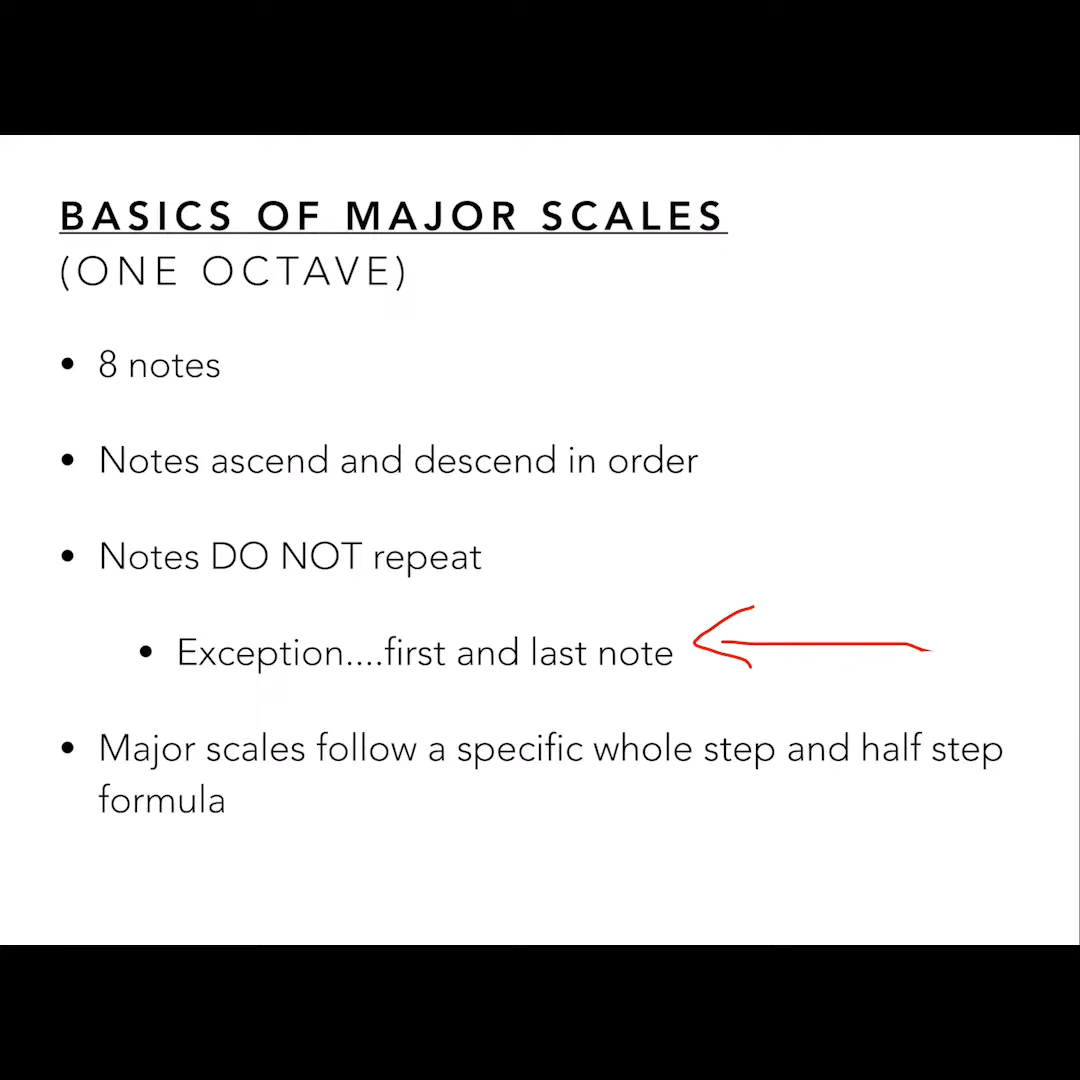 BASICS OF MAJOR SCALES
(ONE OCTAVE)
• 8 notes
• Notes ascend and descend in order
• Notes DO NOT repeat
• Exception....first and last note
• Major scales follow a specific whole step and half step
formula